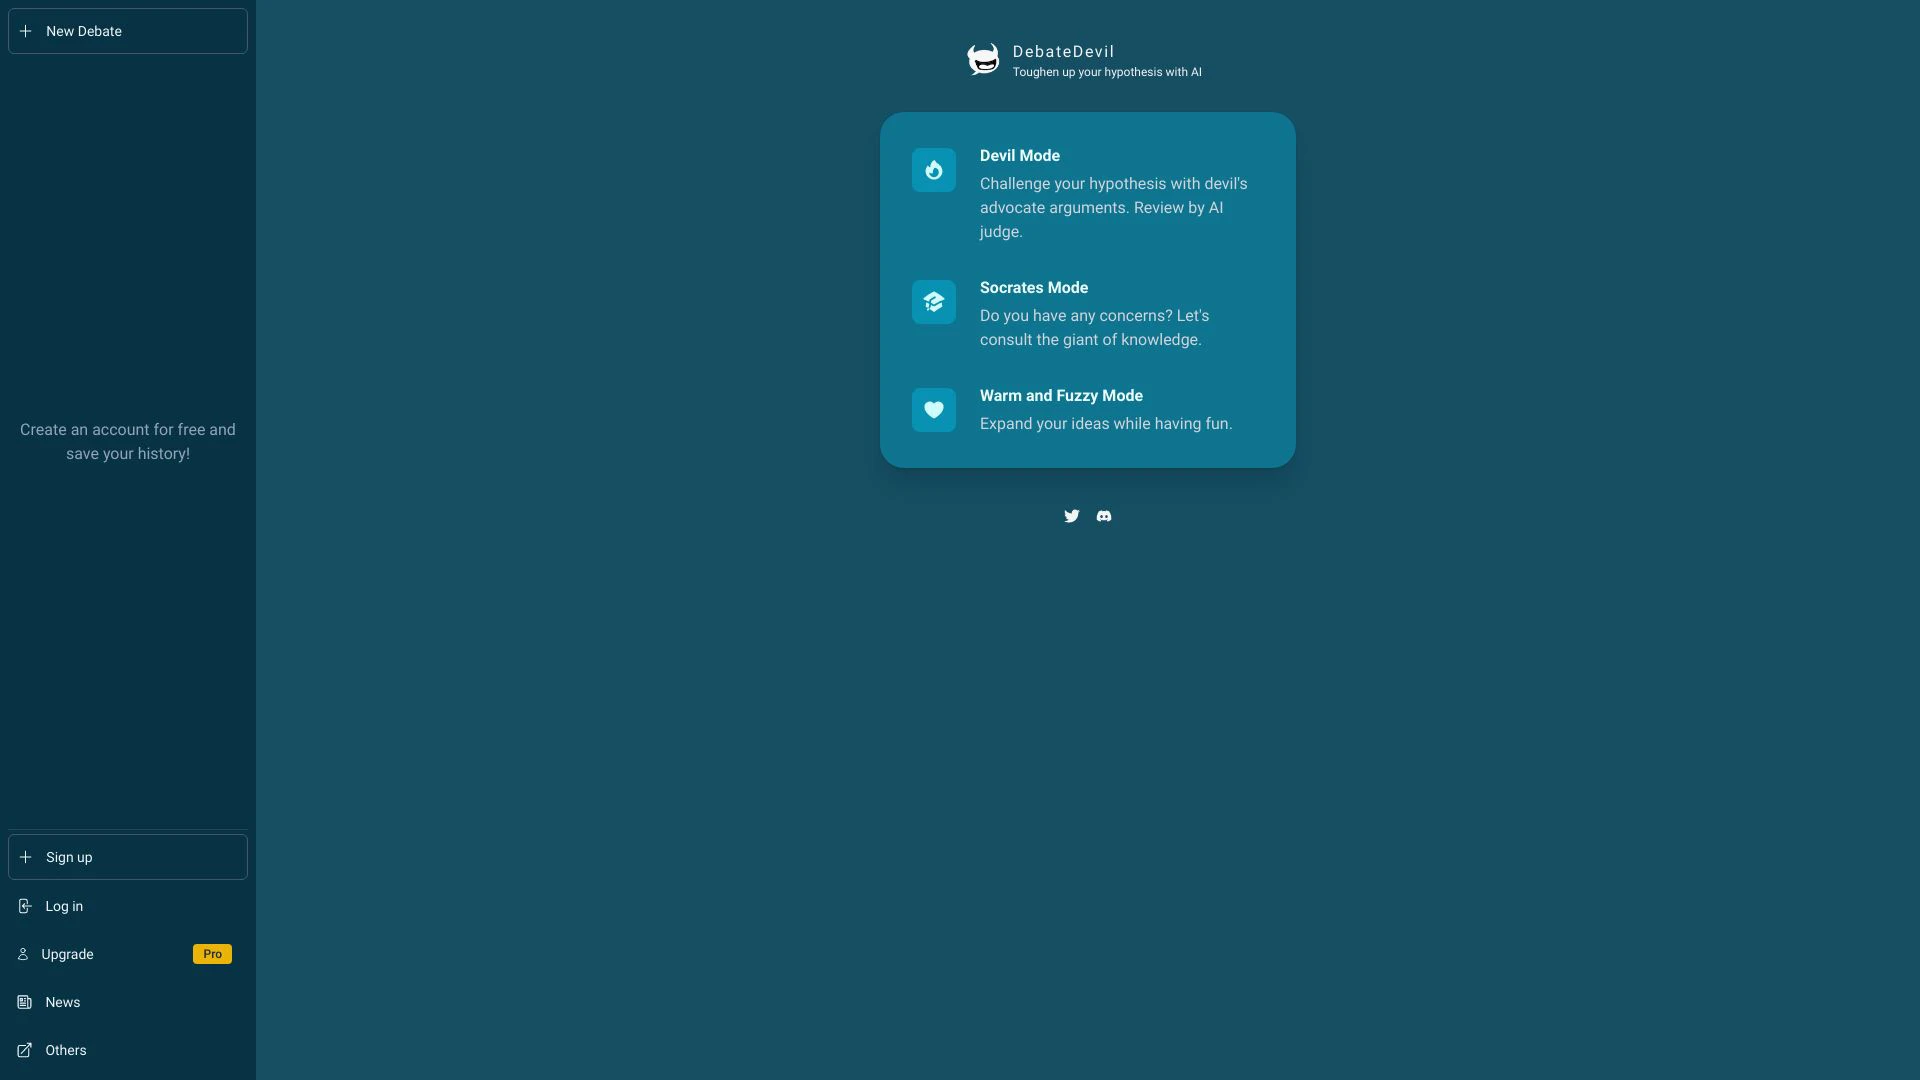 New Debate
Create an account for free and
save your history!
Sign up
Log in
Upgrade
Pro
News
Others
DebateDevil
Toughen up your hypothesis with AI
Devil Mode
Challenge your hypothesis with devil's
advocate arguments. Review by AI
judge.
Socrates Mode
Do you have any concerns? Let's
consult the giant of knowledge.
Warm and Fuzzy Mode
Expand your ideas while having fun.